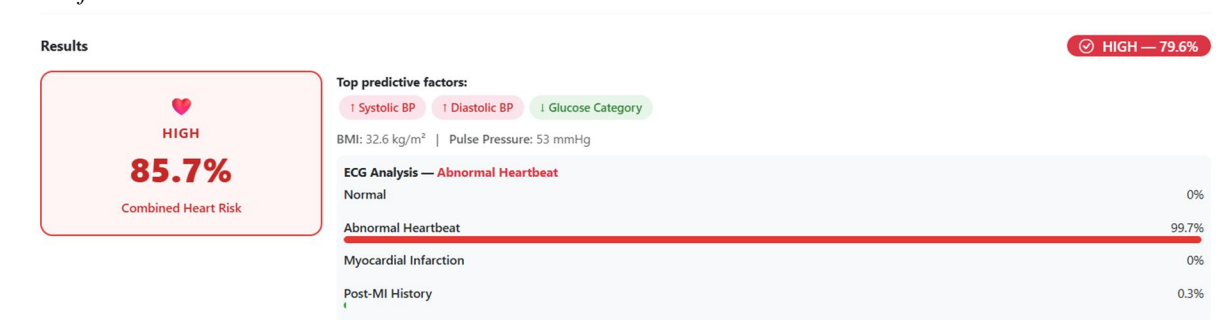 Results
HIGH — 79.6%
HIGH
85.7%
Combined Heart Risk
Top predictive factors:
↑ Systolic BP ↑ Diastolic BP ↓ Glucose Category
BMI: 32.6 kg/m² | Pulse Pressure: 53 mmHg
ECG Analysis — Abnormal Heartbeat
Normal 0%
Abnormal Heartbeat 99.7%
Myocardial Infarction 0%
Post-MI History 0.3%